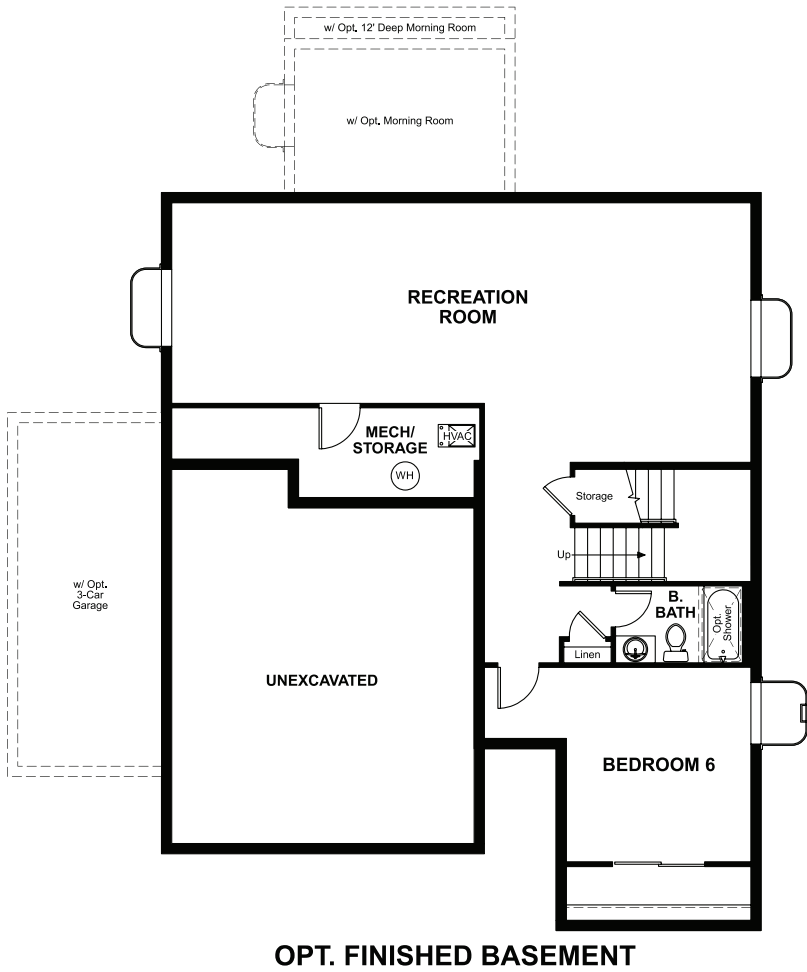 w/ Opt. 12' Deep Morning Room
w/ Opt. Morning Room
RECREATION
ROOM
MECH/
STORAGE
HVAC
WH
Storage
Up
w/ Opt.
3-Car
Garage
B.
BATH
Opt.
Shower
Linen
UNEXCAVATED
BEDROOM 6
OPT. FINISHED BASEMENT